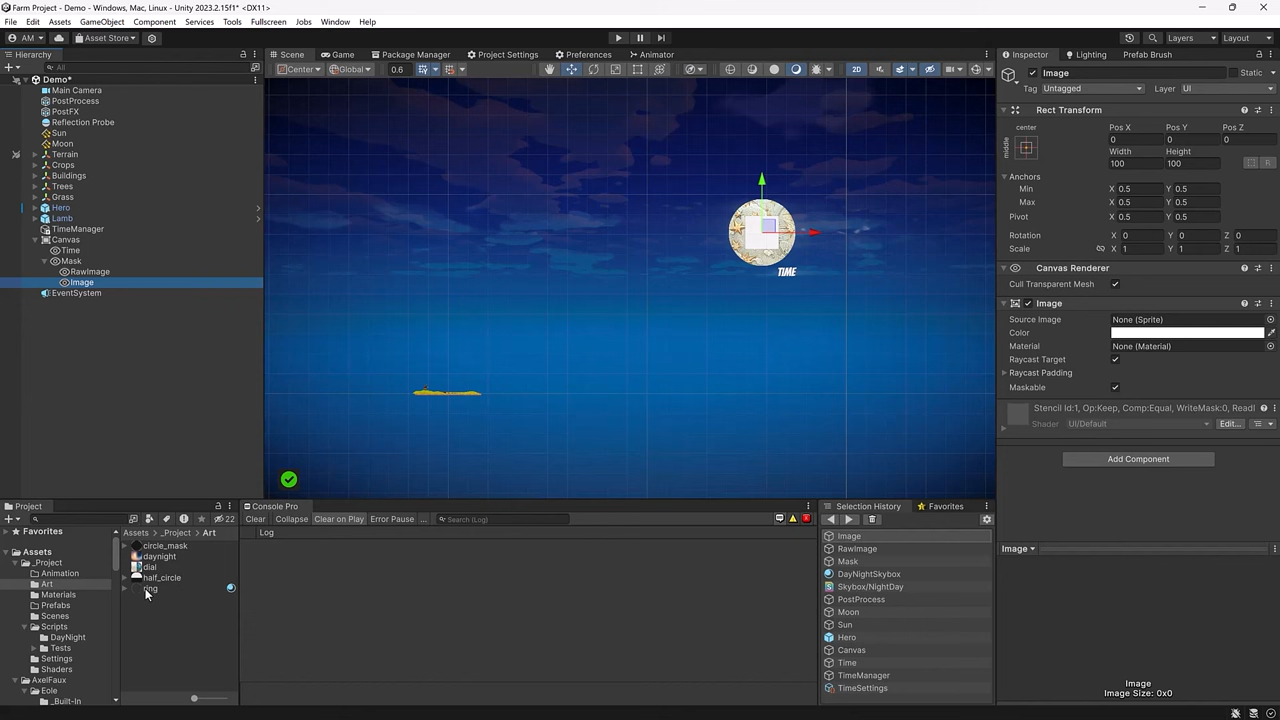 Farm Project - Demo - Windows, Mac, Linux - Unity 2023.2.15f1* <DX11>
File Edit Assets GameObject Component Services Tools Fullscreen Jobs Window Help
AM Asset Store Layers Layout
Hierarchy
All
Demo*
Main Camera
PostProcess
PostFX
Reflection Probe
Sun
Moon
Terrain
Crops
Buildings
Trees
Grass
Hero
Lamb
TimeManager
Canvas
Time
Mask
RawImage
Image
EventSystem
Scene Game Package Manager Project Settings Preferences Animator
Center Global 0.6 2D
TIME
Inspector Lighting Prefab Brush
Image Static
Tag Untagged Layer UI
Rect Transform
center
middle
Pos X Pos Y Pos Z
0 0 0
Width Height
100 100
R
Anchors
Min X 0.5 Y 0.5
Max X 0.5 Y 0.5
Pivot X 0.5 Y 0.5
Rotation X 0 Y 0 Z 0
Scale X 1 Y 1 Z 1
Canvas Renderer
Cull Transparent Mesh
Image
Source Image None (Sprite)
Color
Material None (Material)
Raycast Target
Raycast Padding
Maskable
Stencil Id:1, Op:Keep, Comp:Equal, WriteMask:0, Readl
Shader UI/Default Edit...
Add Component
Project
22
Favorites
Assets
_Project
Animation
Art
Materials
Prefabs
Scenes
Scripts
DayNight
Tests
Settings
Shaders
AxelFaux
Eole
_Built-In
Assets _Project Art
circle_mask
daynight
dial
half_circle
ring
Console Pro
Clear Collapse Clear on Play Error Pause ... Search (Log)
Log
Selection History Favorites
Image
RawImage
Mask
DayNightSkybox
Skybox/NightDay
PostProcess
Moon
Sun
Hero
Canvas
Time
TimeManager
TimeSettings
Image
Image
Image Size: 0x0